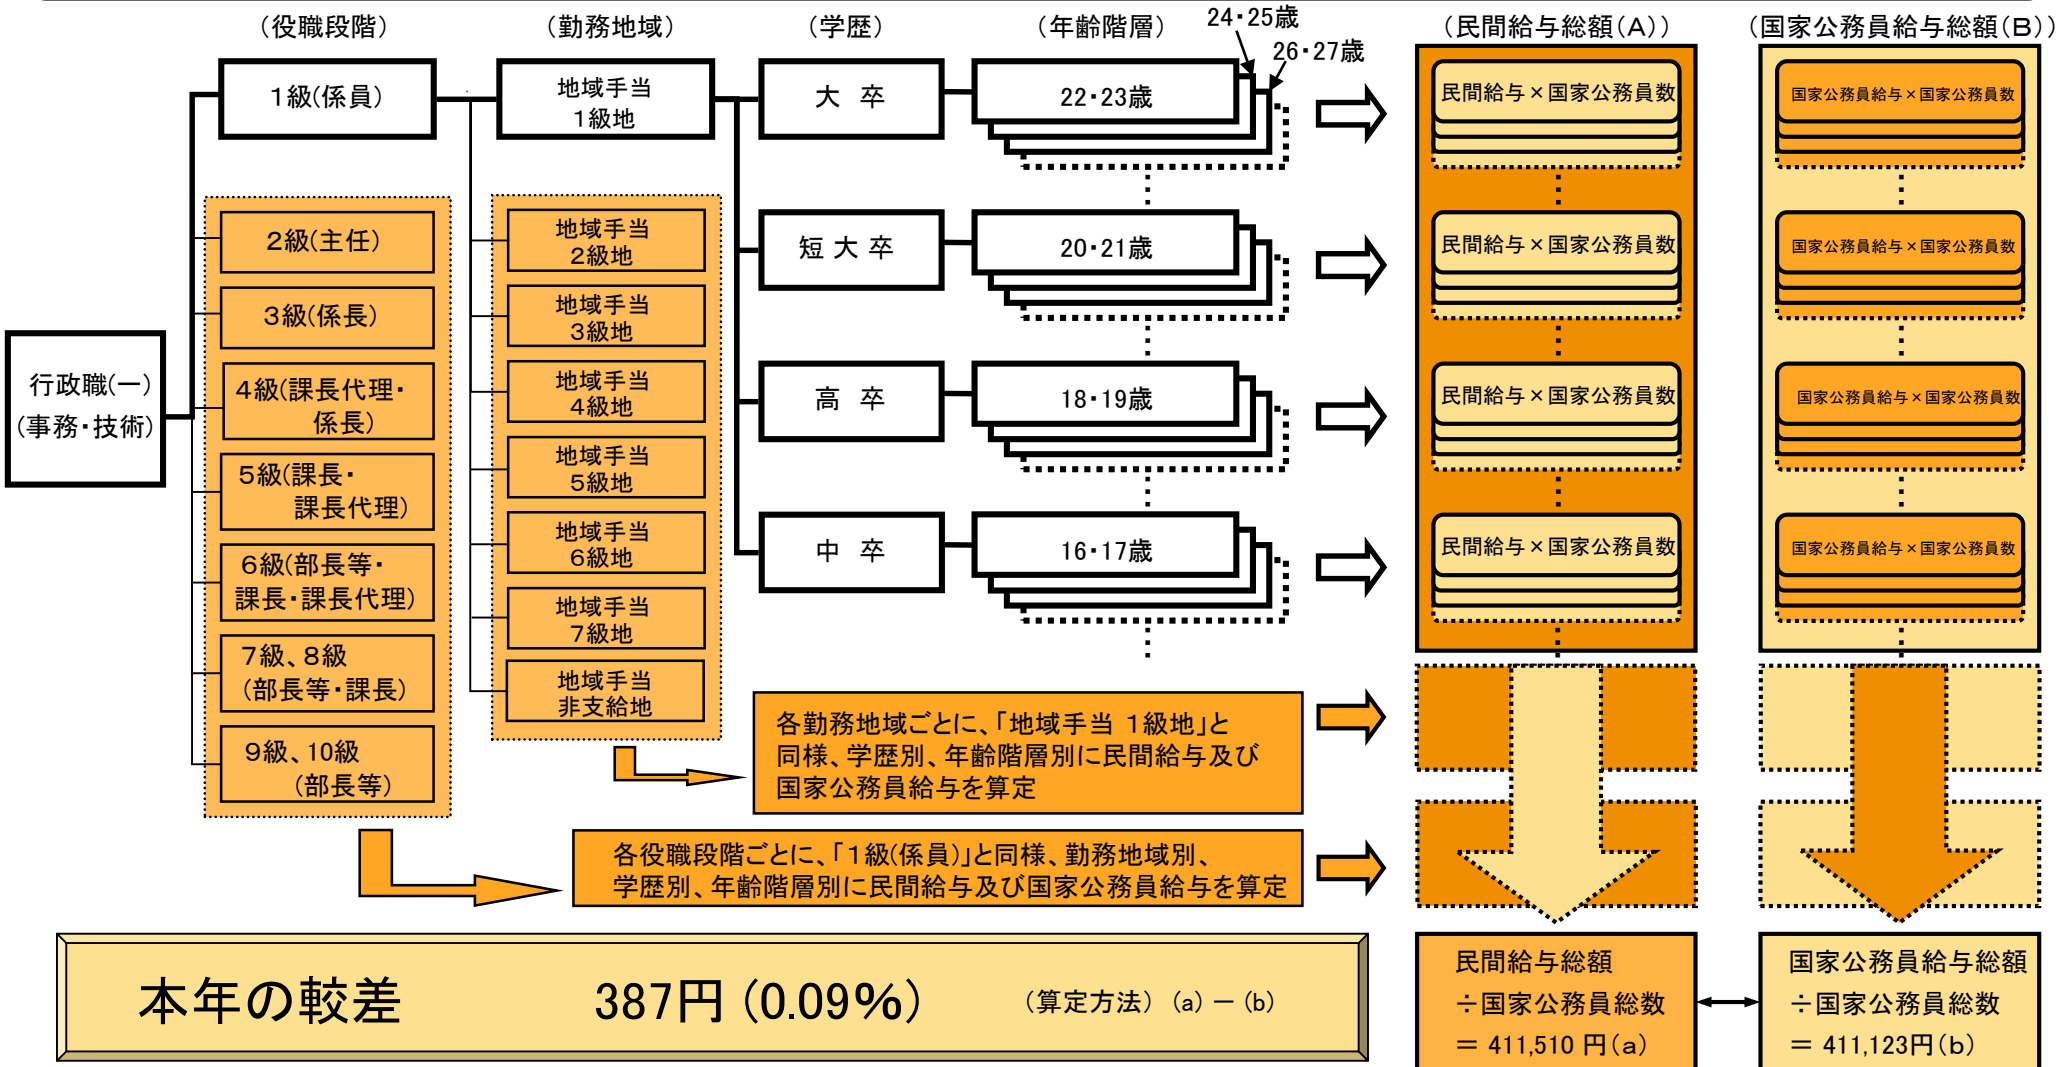 (役職段階)
(勤務地域)
(学歴)
(年齢階層)
24・25歳
26・27歳
(民間給与総額(A))
(国家公務員給与総額(B))
行政職(一)
(事務・技術)
1級(係員)
2級(主任)
3級(係長)
4級(課長代理・
係長)
5級(課長・
課長代理)
6級(部長等・
課長・課長代理)
7級、8級
(部長等・課長)
9級、10級
(部長等)
地域手当
1級地
地域手当
2級地
地域手当
3級地
地域手当
4級地
地域手当
5級地
地域手当
6級地
地域手当
7級地
地域手当
非支給地
大 卒
22・23歳
民間給与×国家公務員数
国家公務員給与×国家公務員数
短 大 卒
20・21歳
民間給与×国家公務員数
国家公務員給与×国家公務員数
高 卒
18・19歳
民間給与×国家公務員数
国家公務員給与×国家公務員数
中 卒
16・17歳
民間給与×国家公務員数
国家公務員給与×国家公務員数
各勤務地域ごとに、「地域手当 1級地」と
同様、学歴別、年齢階層別に民間給与及び
国家公務員給与を算定
各役職段階ごとに、「1級(係員)」と同様、勤務地域別、
学歴別、年齢階層別に民間給与及び国家公務員給与を算定
本年の較差 387円 (0.09%) (算定方法) (a) - (b)
民間給与総額
÷国家公務員総数
= 411,510 円(a)
国家公務員給与総額
÷国家公務員総数
= 411,123円(b)